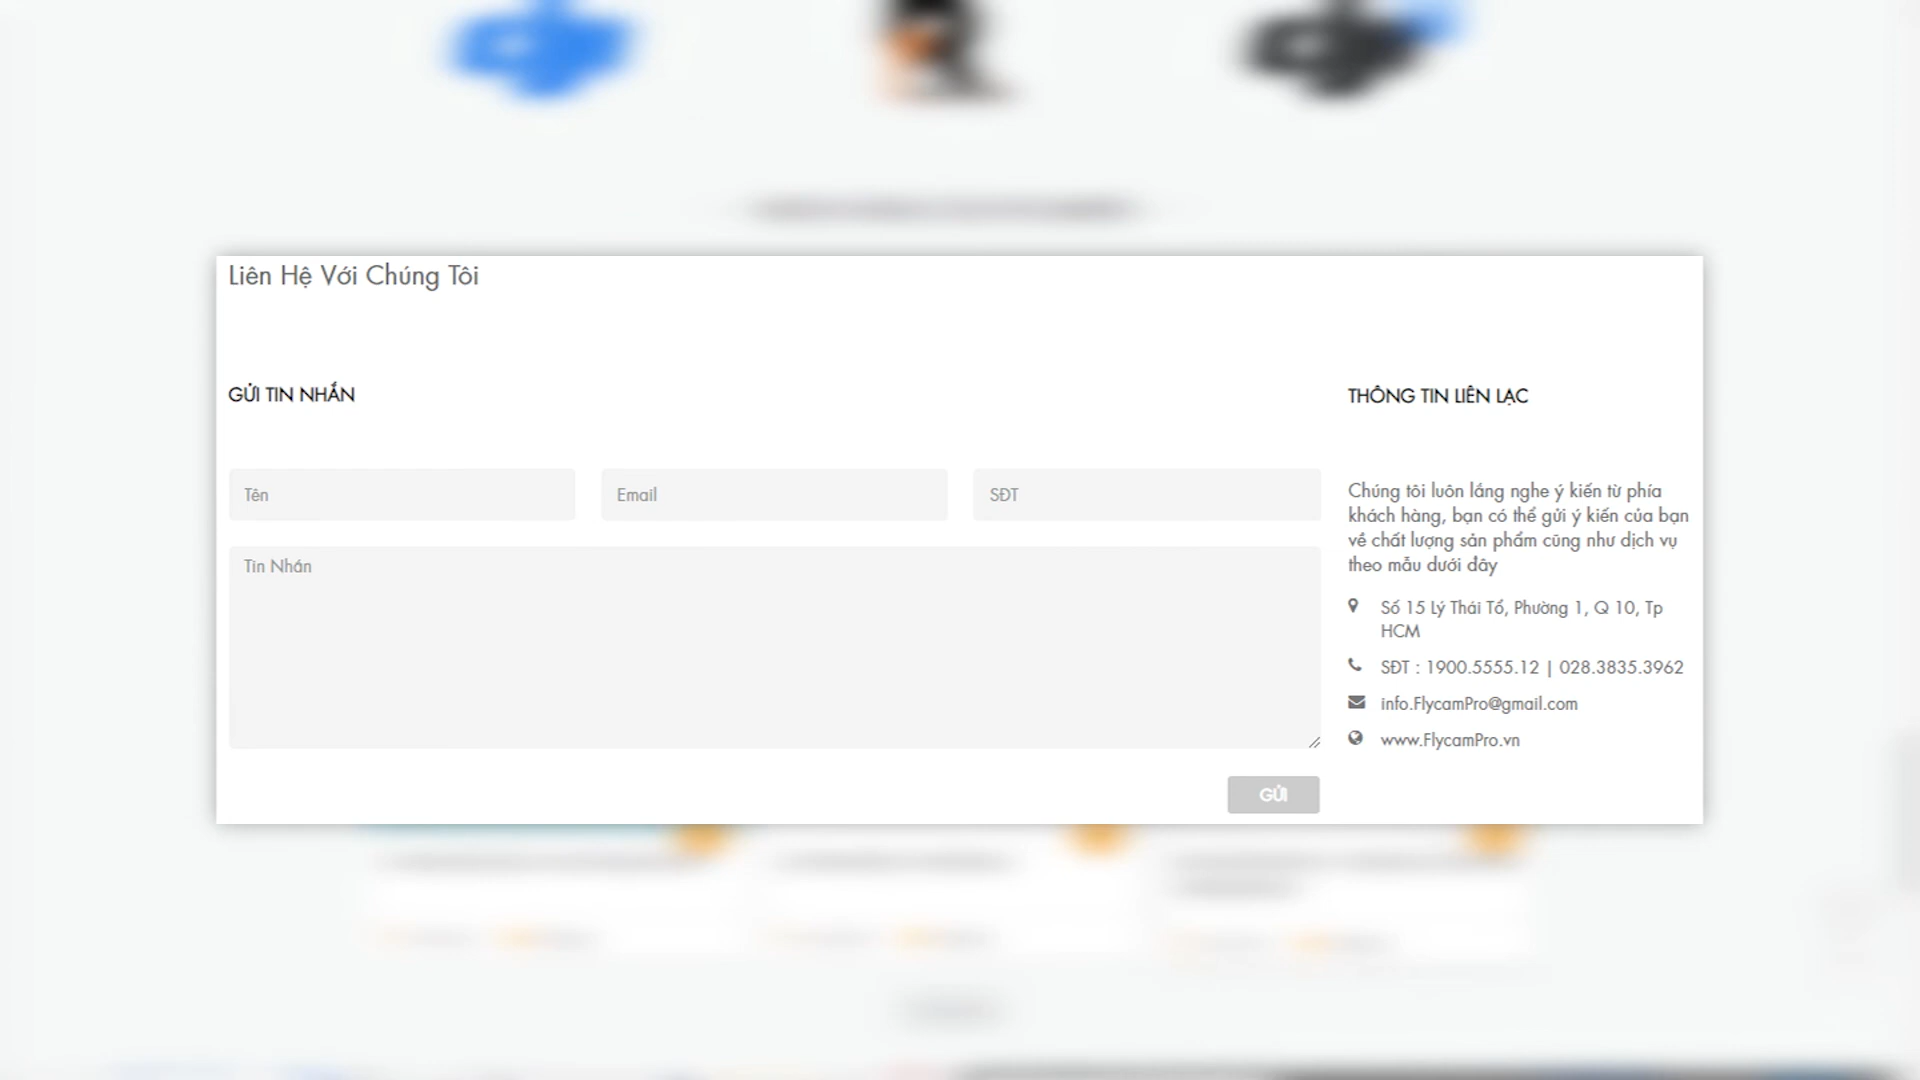 Liên Hệ Với Chúng Tôi
GỬI TIN NHẮN
Tên
Email
SĐT
Tin Nhắn
GỬI
THÔNG TIN LIÊN LẠC
Chúng tôi luôn lắng nghe ý kiến từ phía
khách hàng, bạn có thể gửi ý kiến của bạn
về chất lượng sản phẩm cũng như dịch vụ
theo mẫu dưới đây
Số 15 Lý Thái Tổ, Phường 1, Q 10, Tp
HCM
SĐT : 1900.5555.12 | 028.3835.3962
info.FlycamPro@gmail.com
www.FlycamPro.vn